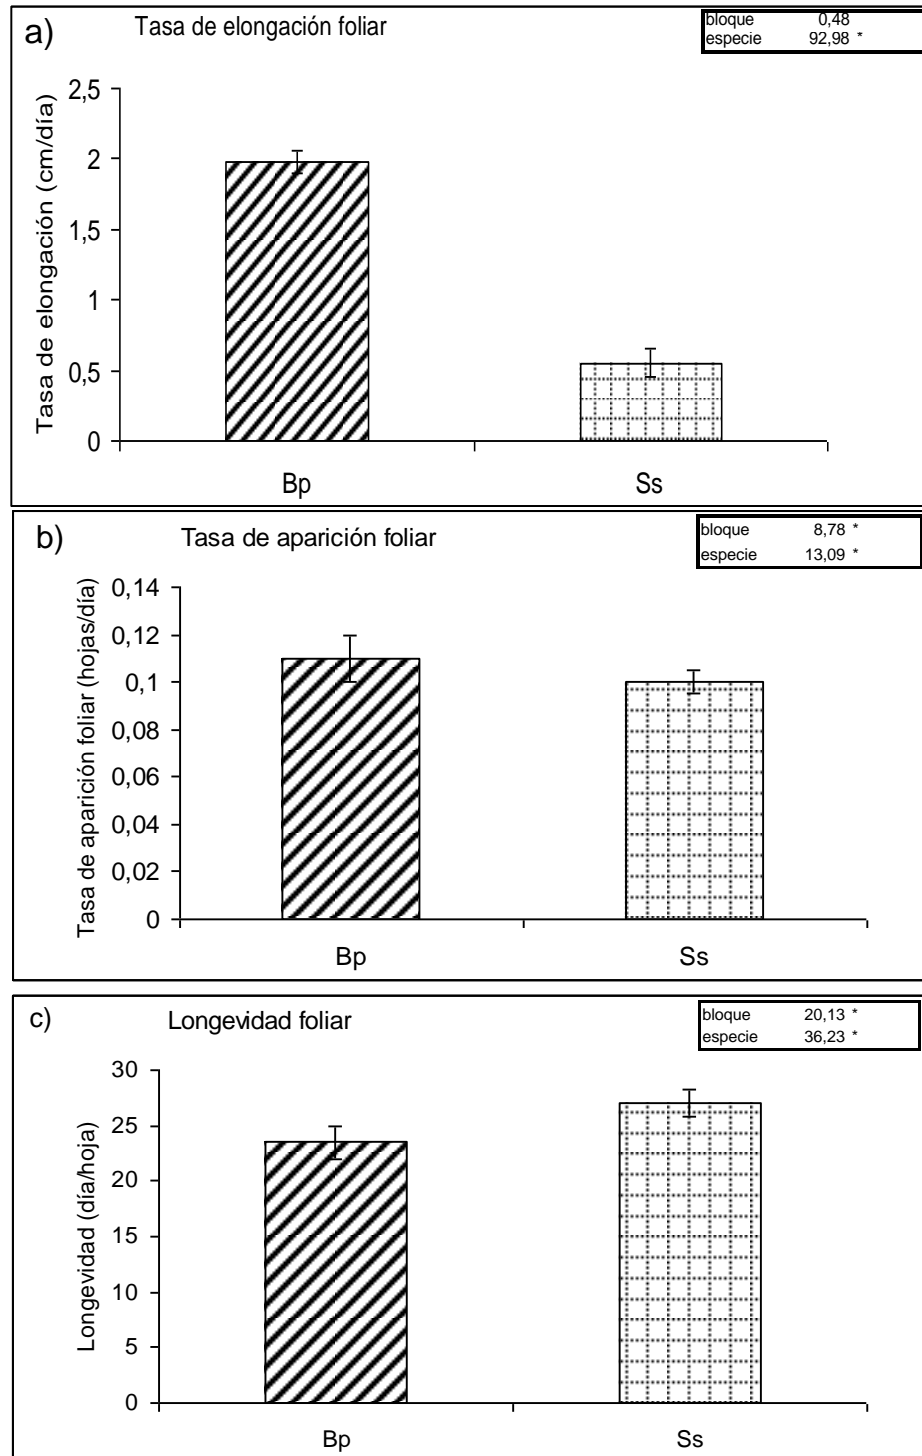 a)
Tasa de elongación foliar
bloque 0,48
especie 92,98 *
Tasa de elongación (cm/día)
2,5
2
1,5
1
0,5
0
Bp Ss
b)
Tasa de aparición foliar
bloque 8,78 *
especie 13,09 *
Tasa de aparición foliar (hojas/día)
0,14
0,12
0,1
0,08
0,06
0,04
0,02
0
Bp Ss
c)
Longevidad foliar
bloque 20,13 *
especie 36,23 *
Longevidad (día/hoja)
30
25
20
15
10
5
0
Bp Ss